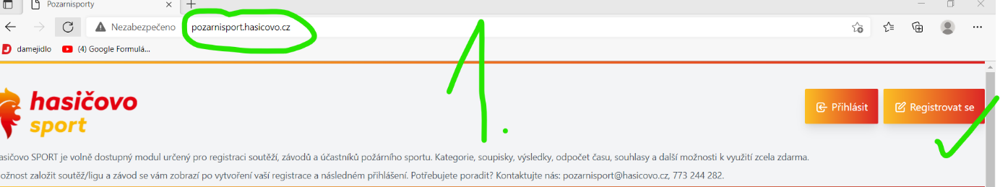 Pozarnisporty
Nezabezpečeno pozarnisport.hasicovo.cz
damejidlo (4) Google Formulá...
1.
hasičovo
sport
Přihlásit
Registrovat se
asičovo SPORT je volně dostupný modul určený pro registraci soutěží, závodů a účastníků požárního sportu. Kategorie, soupisky, výsledky, odpočet času, souhlasy a další možnosti k využití zcela zdarma.
ožnost založit soutěž/ligu a závod se vám zobrazí po vytvoření vaší registrace a následném přihlášení. Potřebujete poradit? Kontaktujte nás: pozarnisport@hasicovo.cz, 773 244 282.